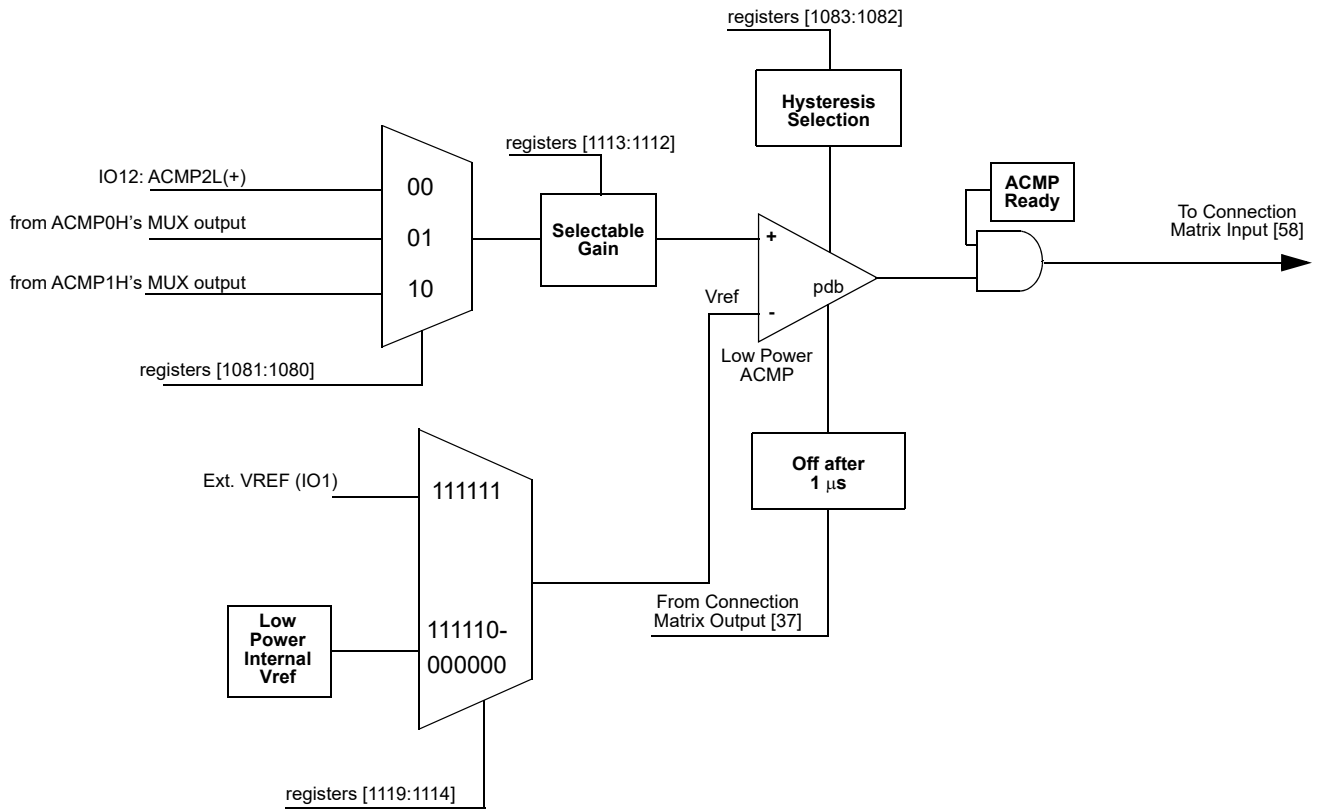 registers [1083:1082]
Hysteresis
Selection
registers [1113:1112]
IO12: ACMP2L(+)
00
from ACMP0H's MUX output
01
from ACMP1H's MUX output
10
Selectable
Gain
registers [1081:1080]
+
Vref
-
pdb
Low Power
ACMP
ACMP
Ready
To Connection
Matrix Input [58]
Off after
1 μs
From Connection
Matrix Output [37]
Ext. VREF (IO1)
111111
Low
Power
Internal
Vref
111110-
000000
registers [1119:1114]